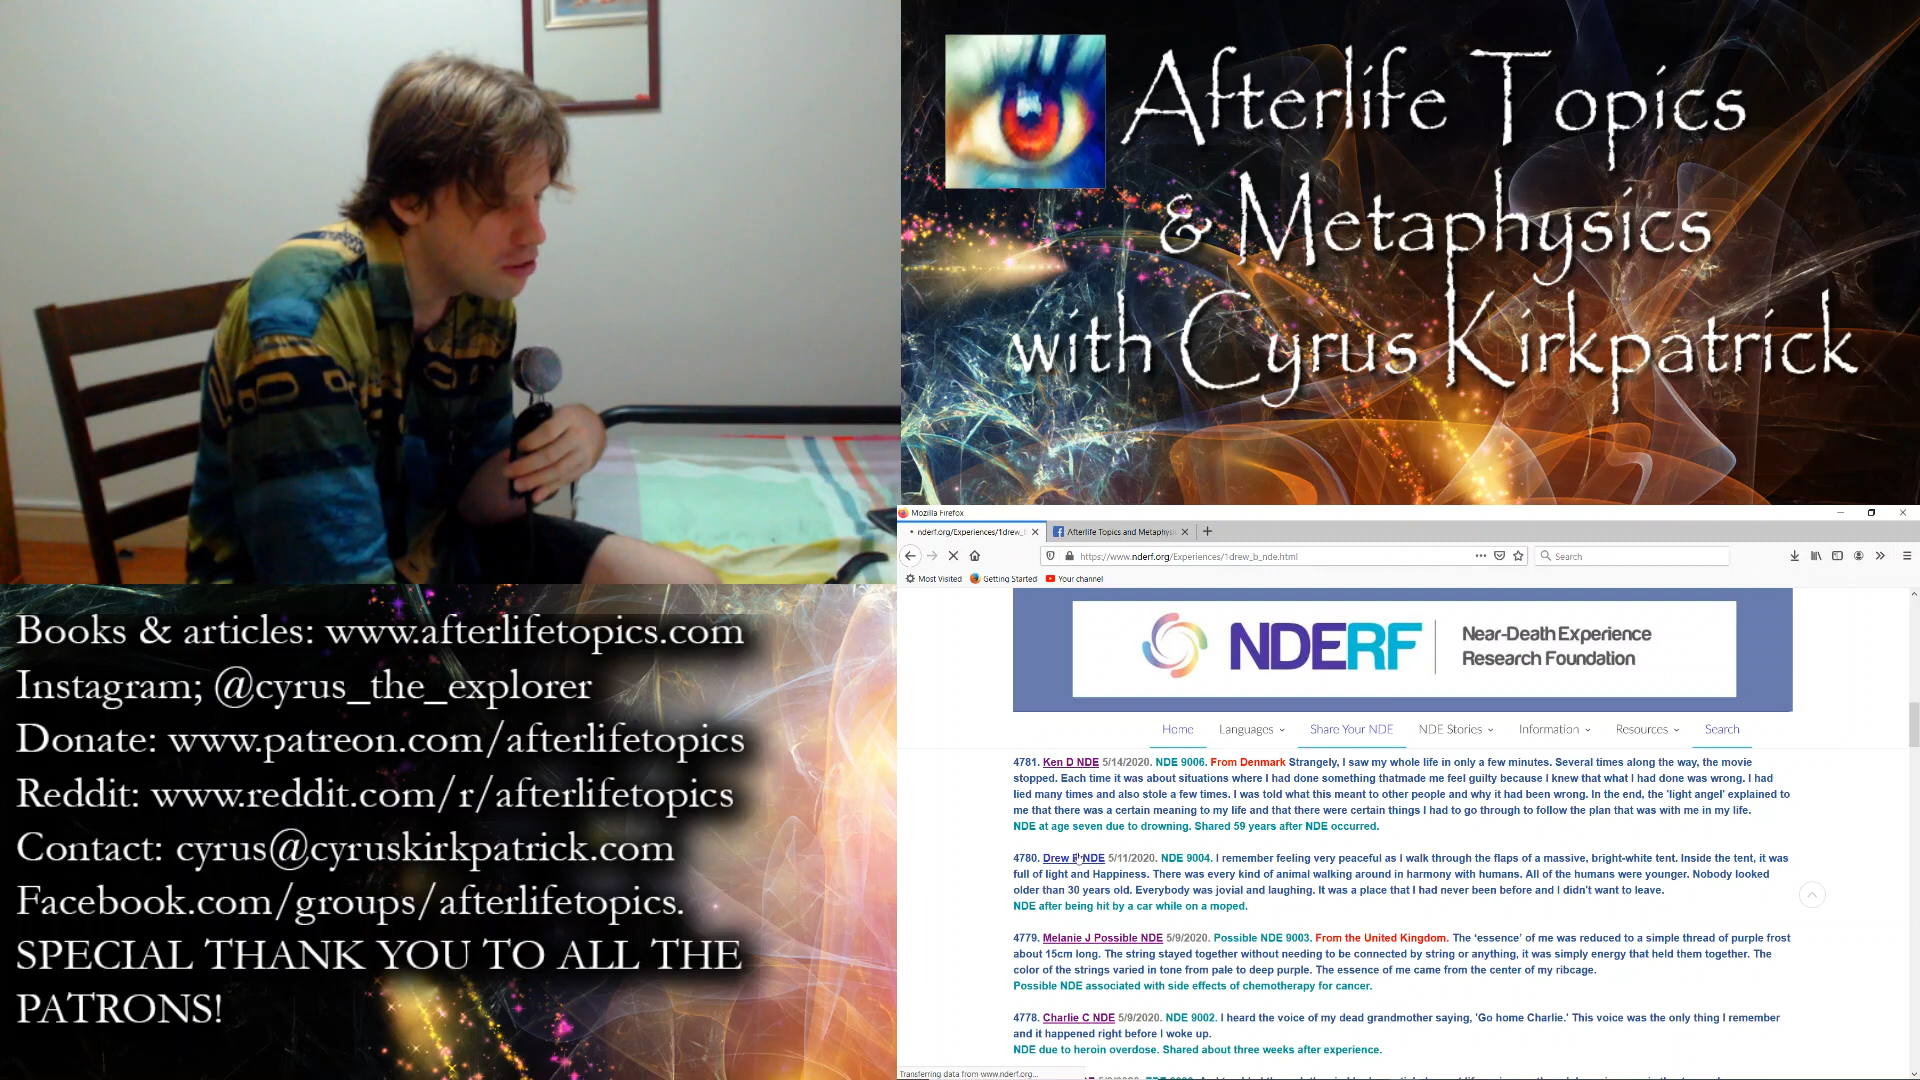 Afterlife Topics
& Metaphysics
with Cyrus Kirkpatrick
Books & articles: www.afterlifetopics.com
Instagram; @cyrus_the_explorer
Donate: www.patreon.com/afterlifetopics
Reddit: www.reddit.com/r/afterlifetopics
Contact: cyrus@cyruskirkpatrick.com
Facebook.com/groups/afterlifetopics.
SPECIAL THANK YOU TO ALL THE
PATRONS!
Mozilla Firefox
nderf.org/Experiences/1drew_
Afterlife Topics and Metaphysi
https://www.nderf.org/Experiences/1drew_b_nde.html
Search
Most Visited
Getting Started
Your channel
NDERF
Near-Death Experience
Research Foundation
Home Languages Share Your NDE NDE Stories Information Resources Search
4781. Ken D NDE 5/14/2020. NDE 9006. From Denmark Strangely, I saw my whole life in only a few minutes. Several times along the way, the movie
stopped. Each time it was about situations where I had done something thatmade me feel guilty because I knew that what I had done was wrong. I had
lied many times and also stole a few times. I was told what this meant to other people and why it had been wrong. In the end, the 'light angel' explained to
me that there was a certain meaning to my life and that there were certain things I had to go through to follow the plan that was with me in my life.
NDE at age seven due to drowning. Shared 59 years after NDE occurred.
4780. Drew NDE 5/11/2020. NDE 9004. I remember feeling very peaceful as I walk through the flaps of a massive, bright-white tent. Inside the tent, it was
full of light and Happiness. There was every kind of animal walking around in harmony with humans. All of the humans were younger. Nobody looked
older than 30 years old. Everybody was jovial and laughing. It was a place that I had never been before and I didn't want to leave.
NDE after being hit by a car while on a moped.
4779. Melanie J Possible NDE 5/9/2020. Possible NDE 9003. From the United Kingdom. The 'essence' of me was reduced to a simple thread of purple frost
about 15cm long. The string stayed together without needing to be connected by string or anything, it was simply energy that held them together. The
color of the strings varied in tone from pale to deep purple. The essence of me came from the center of my ribcage.
Possible NDE associated with side effects of chemotherapy for cancer.
4778. Charlie C NDE 5/9/2020. NDE 9002. I heard the voice of my dead grandmother saying, 'Go home Charlie.' This voice was the only thing I remember
and it happened right before I woke up.
NDE due to heroin overdose. Shared about three weeks after experience.
Transferring data from www.nderf.org...